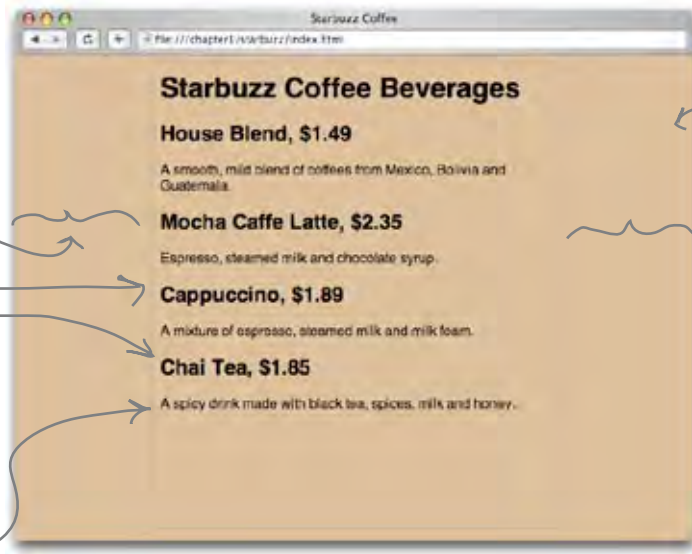 Starbuzz Coffee
file:///chapter1/starbuzz/index.html
Starbuzz Coffee Beverages
House Blend, $1.49
A smooth, mild blend of coffees from Mexico, Bolivia and
Guatemala.
Mocha Caffe Latte, $2.35
Espresso, steamed milk and chocolate syrup.
Cappuccino, $1.89
A mixture of espresso, steamed milk and milk foam.
Chai Tea, $1.85
A spicy drink made with black tea, spices, milk and honey.